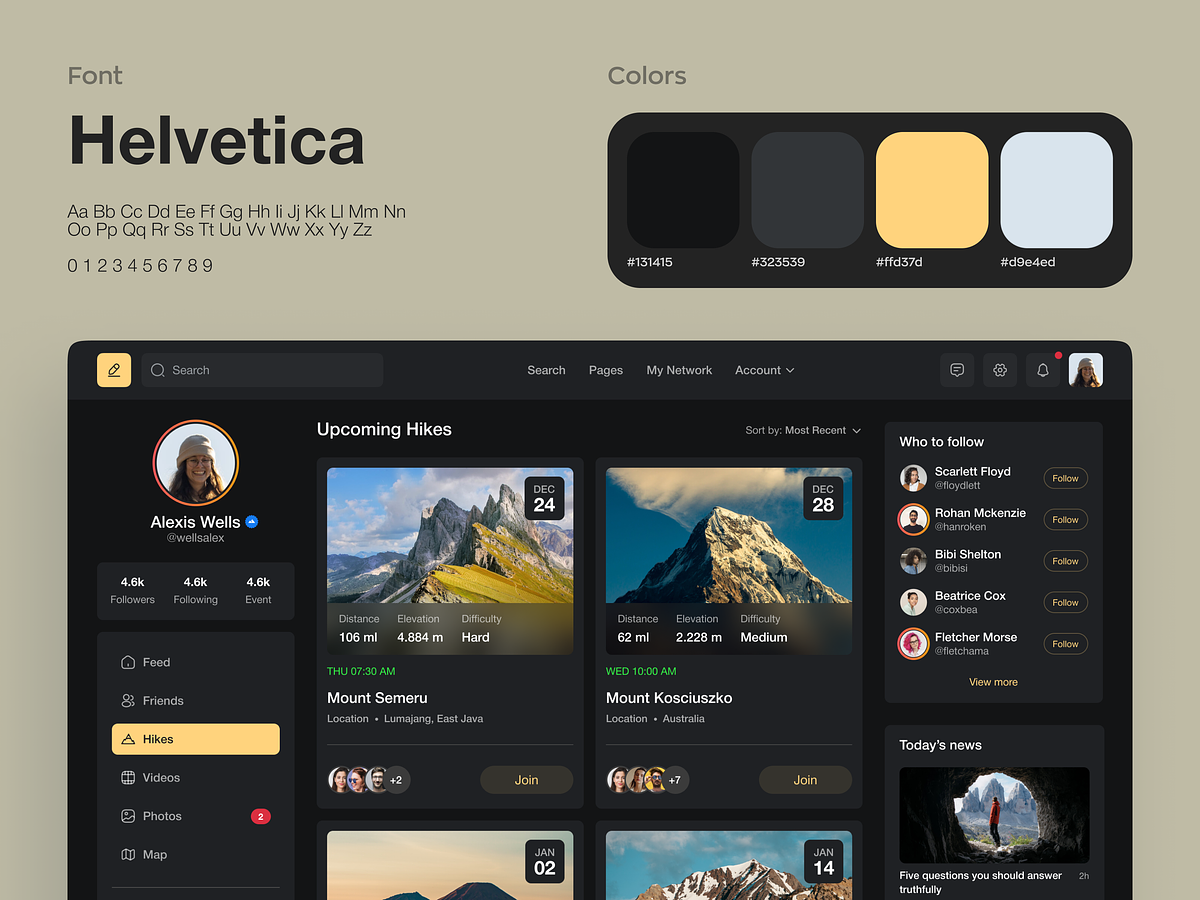 Font
Helvetica
Aa Bb Cc Dd Ee Ff Gg Hh Ii Jj Kk Ll Mm Nn
Oo Pp Qq Rr Ss Tt Uu Vv Ww Xx Yy Zz
0 1 2 3 4 5 6 7 8 9
Colors
#131415
#323539
#ffd37d
#d9e4ed
Search
Search
Pages
My Network
Account
Alexis Wells
@wellsalex
4.6k
Followers
4.6k
Following
4.6k
Event
Feed
Friends
Hikes
Videos
Photos
2
Map
Upcoming Hikes
Sort by: Most Recent
DEC
24
Distance
106 ml
Elevation
4.884 m
Difficulty
Hard
THU 07:30 AM
Mount Semeru
Location • Lumajang, East Java
+2
Join
DEC
28
Distance
62 ml
Elevation
2.228 m
Difficulty
Medium
WED 10:00 AM
Mount Kosciuszko
Location • Australia
+7
Join
JAN
02
JAN
14
Who to follow
Scarlett Floyd
@floydlett
Follow
Rohan Mckenzie
@hanroken
Follow
Bibi Shelton
@bibisi
Follow
Beatrice Cox
@coxbea
Follow
Fletcher Morse
@fletchama
Follow
View more
Today's news
Five questions you should answer
truthfully
2h